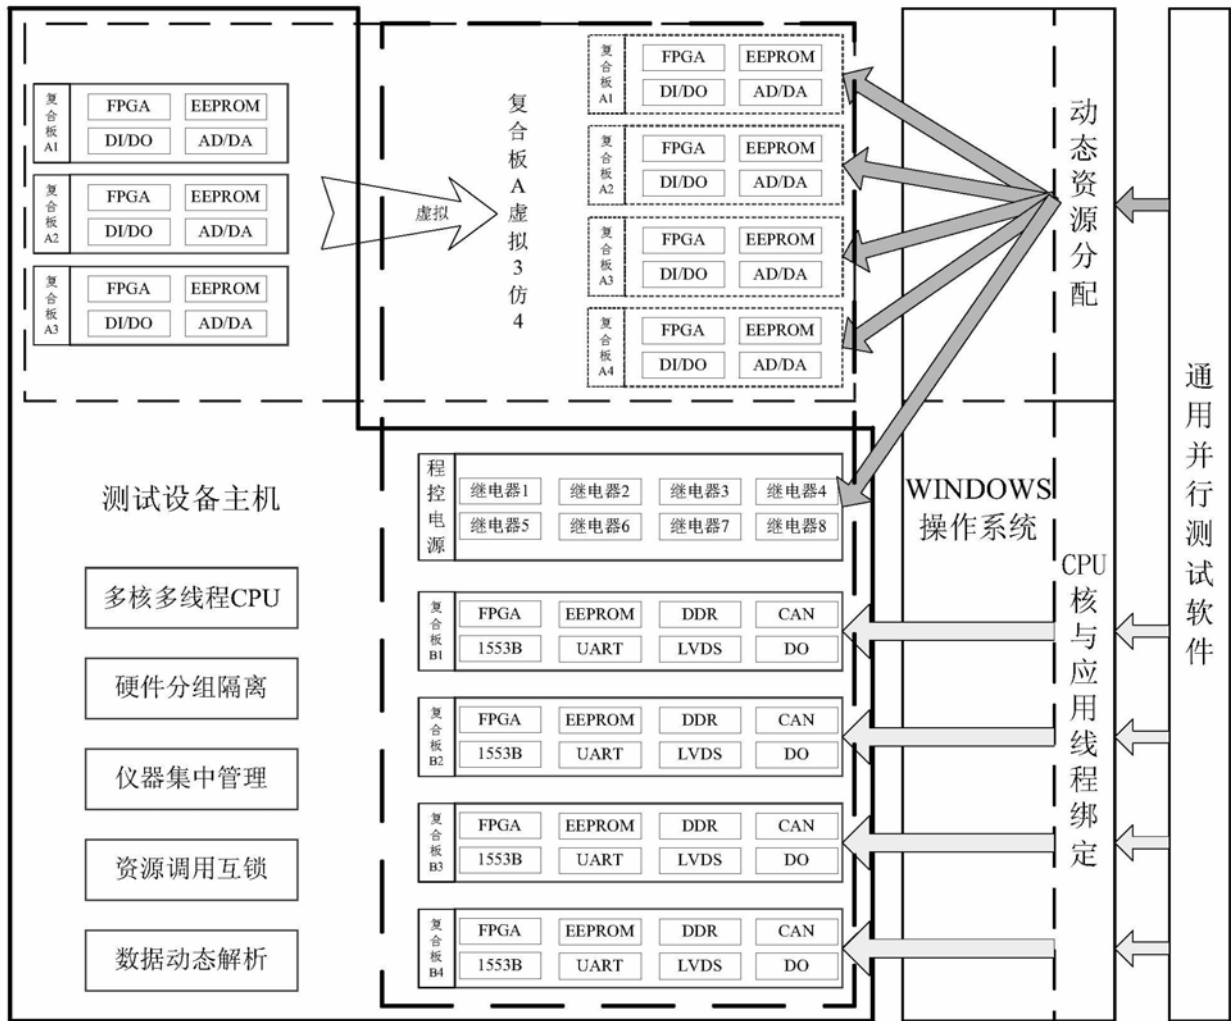 复合板A1
FPGA EEPROM
DI/DO AD/DA
复合板A2
FPGA EEPROM
DI/DO AD/DA
复合板A3
FPGA EEPROM
DI/DO AD/DA
虚拟
复合板A虚拟3仿4
复合板A1
FPGA EEPROM
DI/DO AD/DA
复合板A2
FPGA EEPROM
DI/DO AD/DA
复合板A3
FPGA EEPROM
DI/DO AD/DA
复合板A4
FPGA EEPROM
DI/DO AD/DA
动态资源分配
通用并行测试软件
测试设备主机
多核多线程CPU
硬件分组隔离
仪器集中管理
资源调用互锁
数据动态解析
程控电源
继电器1 继电器2 继电器3 继电器4
继电器5 继电器6 继电器7 继电器8
复合板B1
FPGA EEPROM DDR CAN
1553B UART LVDS DO
复合板B2
FPGA EEPROM DDR CAN
1553B UART LVDS DO
复合板B3
FPGA EEPROM DDR CAN
1553B UART LVDS DO
复合板B4
FPGA EEPROM DDR CAN
1553B UART LVDS DO
WINDOWS
操作系统
CPU核与应用线程绑定